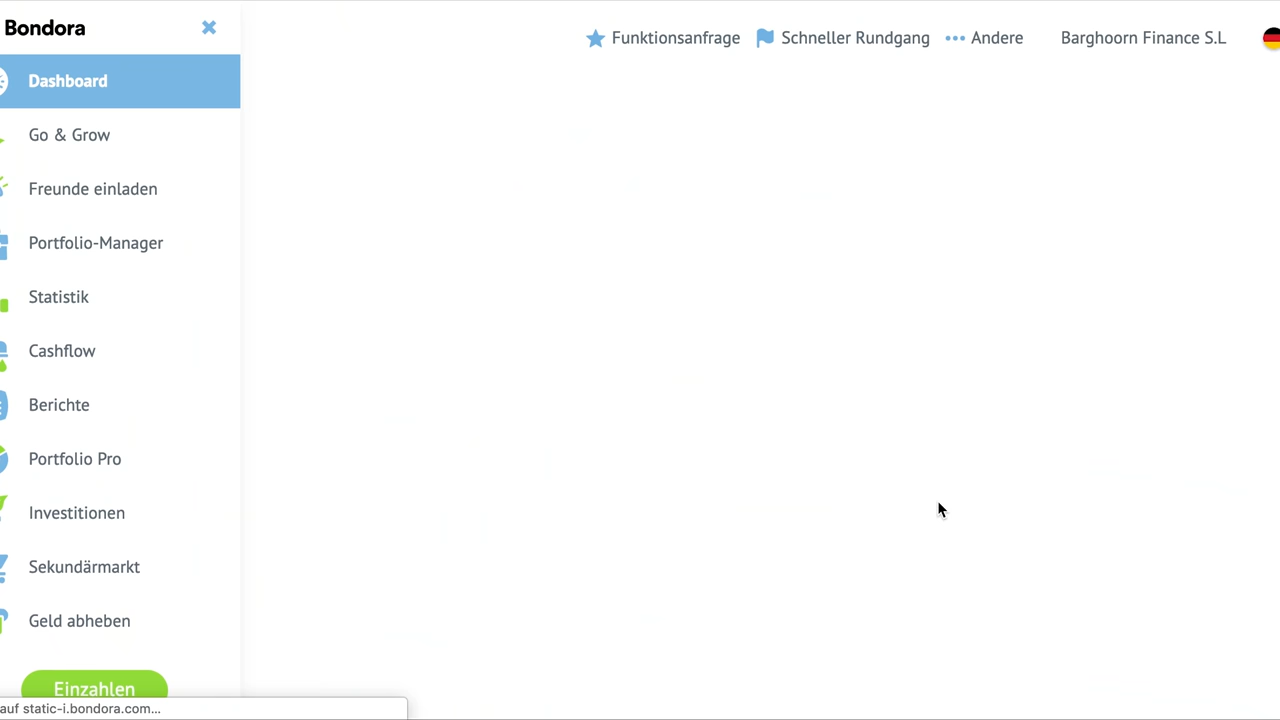 Bondora
Funktionsanfrage Schneller Rundgang Andere Barghoorn Finance S.L
Dashboard
Go & Grow
Freunde einladen
Portfolio-Manager
Statistik
Cashflow
Berichte
Portfolio Pro
Investitionen
Sekundärmarkt
Geld abheben
Einzahlen
auf static-i.bondora.com...